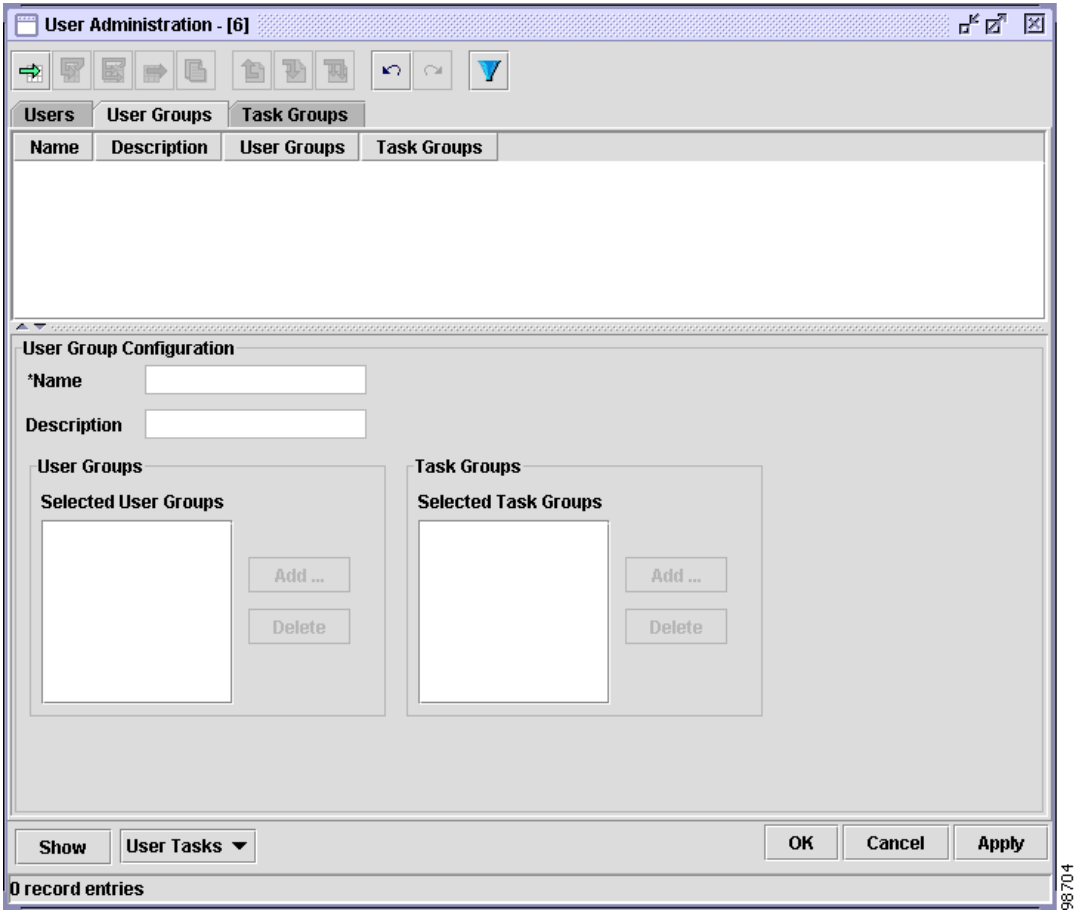 User Administration - [6]
Users User Groups Task Groups
Name Description User Groups Task Groups
User Group Configuration
*Name
Description
User Groups Task Groups
Selected User Groups Selected Task Groups
Add ... Add ...
Delete Delete
Show User Tasks OK Cancel Apply
0 record entries
98704